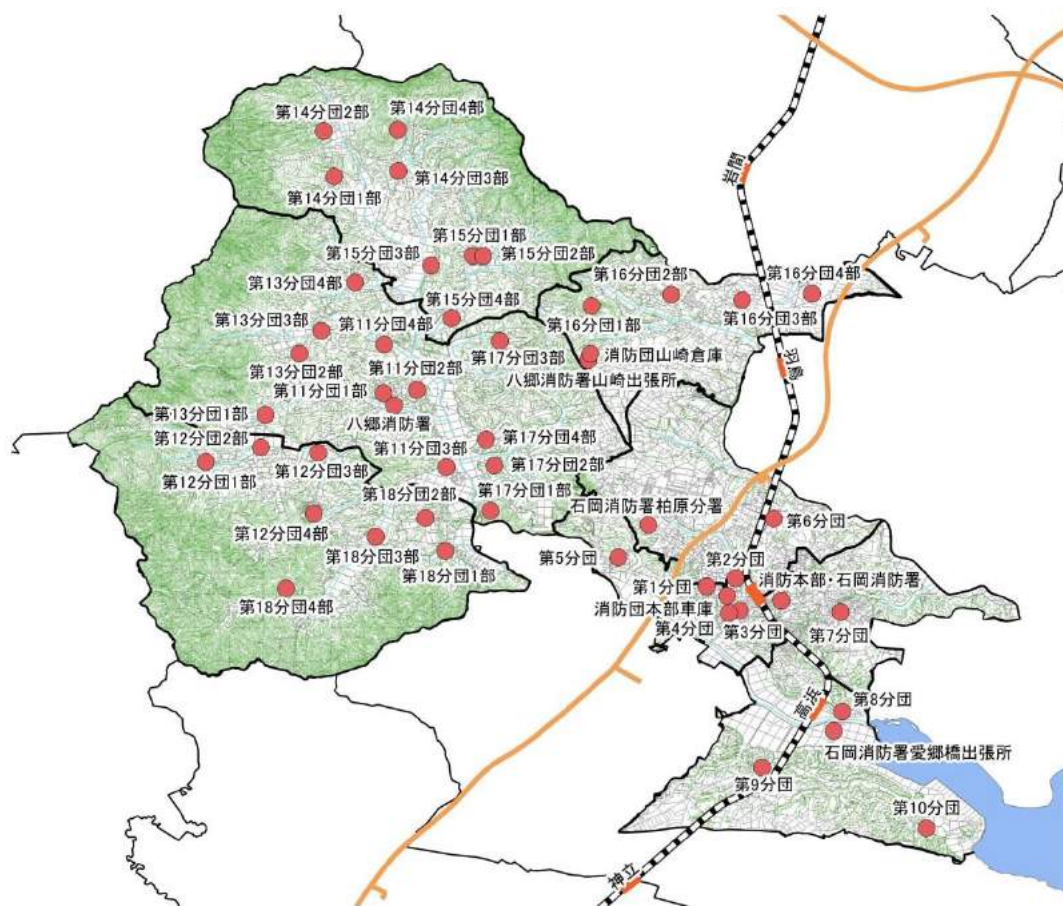 第14分団2部
第14分団4部
第14分団1部
第14分団3部
岩間
第15分団3部
第15分団1部
第15分団2部
第13分団4部
第15分団4部
第16分団2部
第16分団4部
第16分団1部
第16分団3部
第13分団3部
第11分団4部
第17分団3部
消防団山崎倉庫
八郷消防署山崎出張所
羽鳥
第13分団2部
第11分団2部
第11分団1部
八郷消防署
第13分団1部
第12分団2部
第12分団1部
第12分団3部
第11分団3部
第17分団4部
第17分団2部
第17分団1部
第18分団2部
石岡消防署柏原分署
第12分団4部
第18分団3部
第18分団1部
第18分団4部
第5分団
第6分団
第2分団
第1分団
消防本部・石岡消防署
消防団本部車庫
第4分団
第3分団
第7分団
高浜
第8分団
石岡消防署愛郷橋出張所
第9分団
第10分団
神立